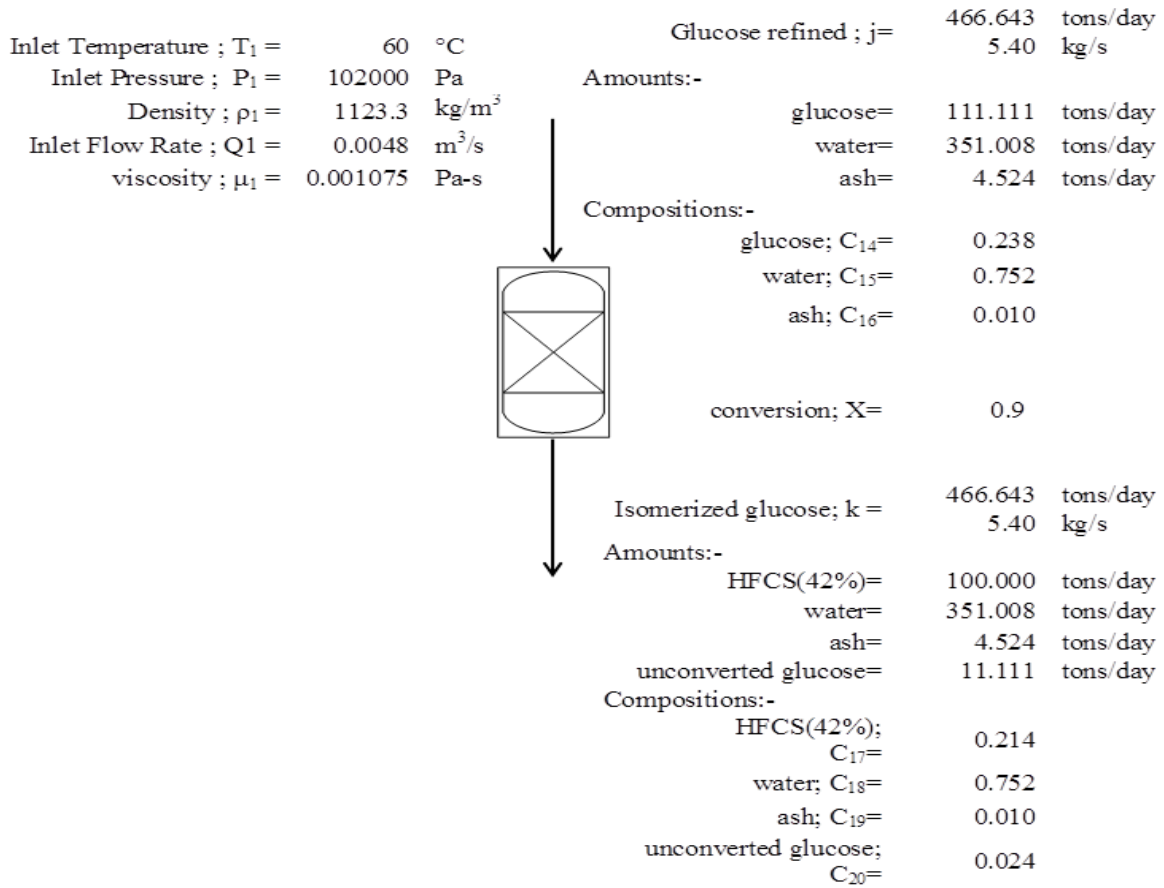 Inlet Temperature ; T₁ = 60 °C
Inlet Pressure ; P₁ = 102000 Pa
Density ; ρ₁ = 1123.3 kg/m³
Inlet Flow Rate ; Q1 = 0.0048 m³/s
viscosity ; μ₁ = 0.001075 Pa-s
Glucose refined ; j= 466.643 tons/day
5.40 kg/s
Amounts:-
glucose= 111.111 tons/day
water= 351.008 tons/day
ash= 4.524 tons/day
Compositions:-
glucose; C₁₄= 0.238
water; C₁₅= 0.752
ash; C₁₆= 0.010
conversion; X= 0.9
Isomerized glucose; k = 466.643 tons/day
5.40 kg/s
Amounts:-
HFCS(42%)= 100.000 tons/day
water= 351.008 tons/day
ash= 4.524 tons/day
unconverted glucose= 11.111 tons/day
Compositions:-
HFCS(42%);
C₁₇= 0.214
water; C₁₈= 0.752
ash; C₁₉= 0.010
unconverted glucose;
C₂₀= 0.024